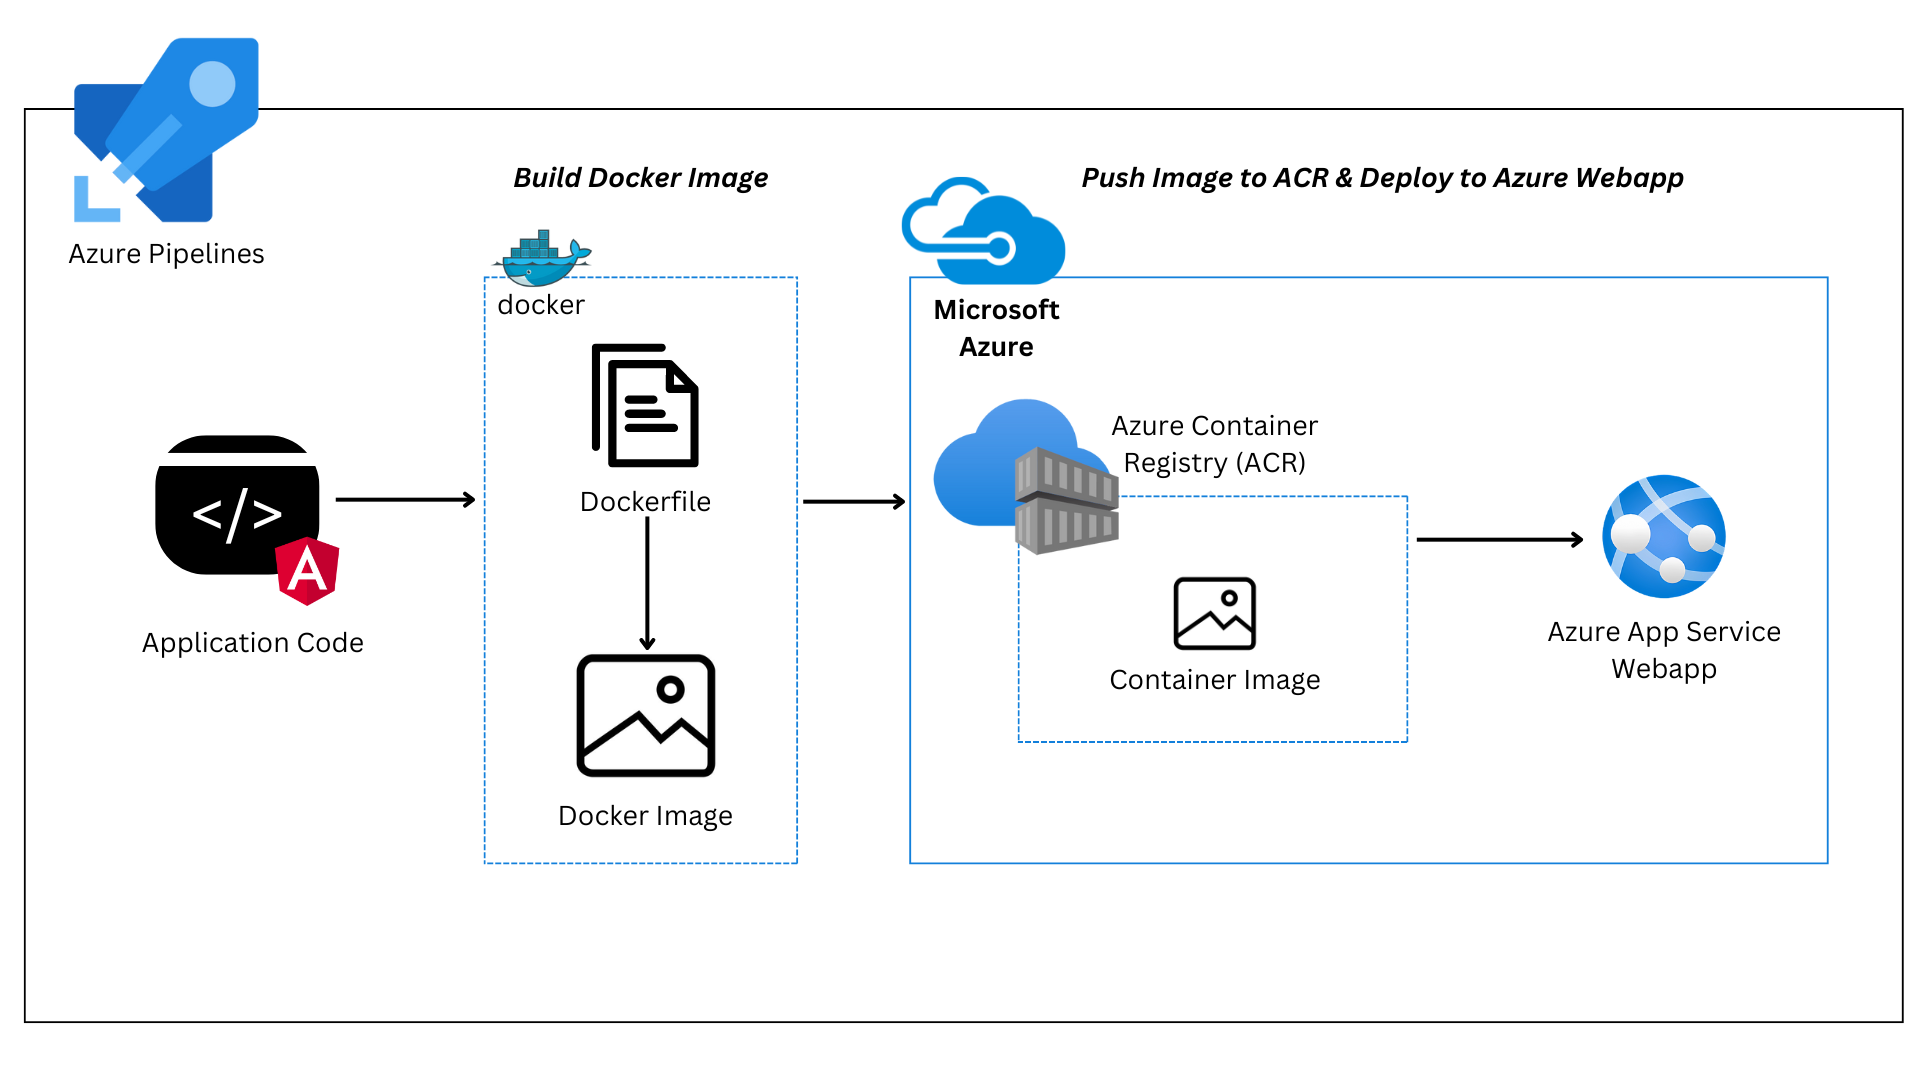 Azure Pipelines
Build Docker Image
Push Image to ACR & Deploy to Azure Webapp
docker
Microsoft
Azure
Dockerfile
Docker Image
</>
A
Application Code
Azure Container
Registry (ACR)
Container Image
Azure App Service
Webapp